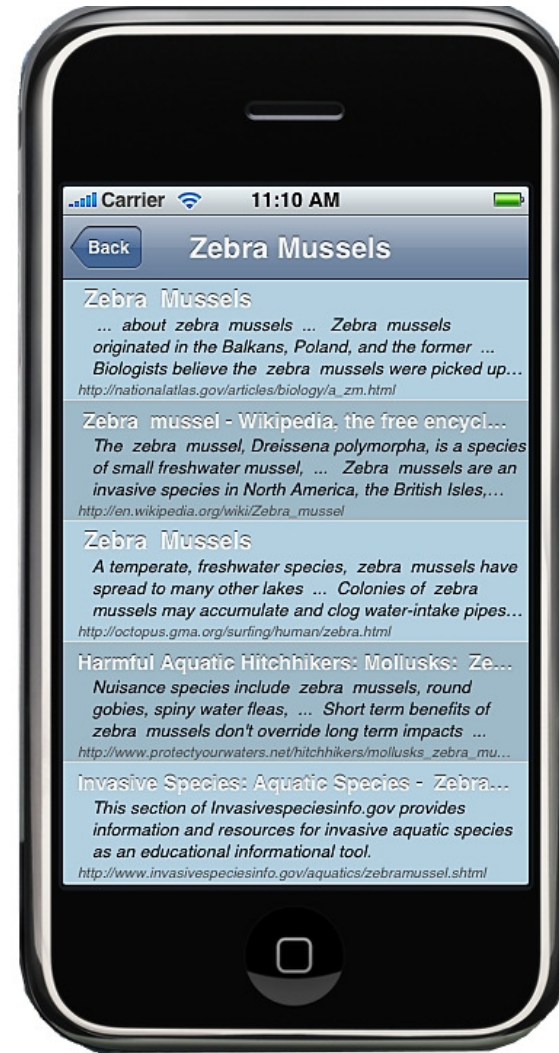 Carrier 11:10 AM
Back Zebra Mussels
Zebra Mussels
... about zebra mussels ... Zebra mussels
originated in the Balkans, Poland, and the former ...
Biologists believe the zebra mussels were picked up...
http://nationalatlas.gov/articles/biology/a_zm.html
Zebra mussel - Wikipedia, the free encycl...
The zebra mussel, Dreissena polymorpha, is a species
of small freshwater mussel, ... Zebra mussels are an
invasive species in North America, the British Isles,...
http://en.wikipedia.org/wiki/Zebra_mussel
Zebra Mussels
A temperate, freshwater species, zebra mussels have
spread to many other lakes ... Colonies of zebra
mussels may accumulate and clog water-intake pipes...
http://octopus.gma.org/surfing/human/zebra.html
Harmful Aquatic Hitchhikers: Mollusks: Ze...
Nuisance species include zebra mussels, round
gobies, spiny water fleas, ... Short term benefits of
zebra mussels don't override long term impacts ...
http://www.protectyourwaters.net/hitchhikers/mollusks_zebra_mu...
Invasive Species: Aquatic Species - Zebra...
This section of Invasivespeciesinfo.gov provides
information and resources for invasive aquatic species
as an educational informational tool.
http://www.invasivespeciesinfo.gov/aquatics/zebramussel.shtml